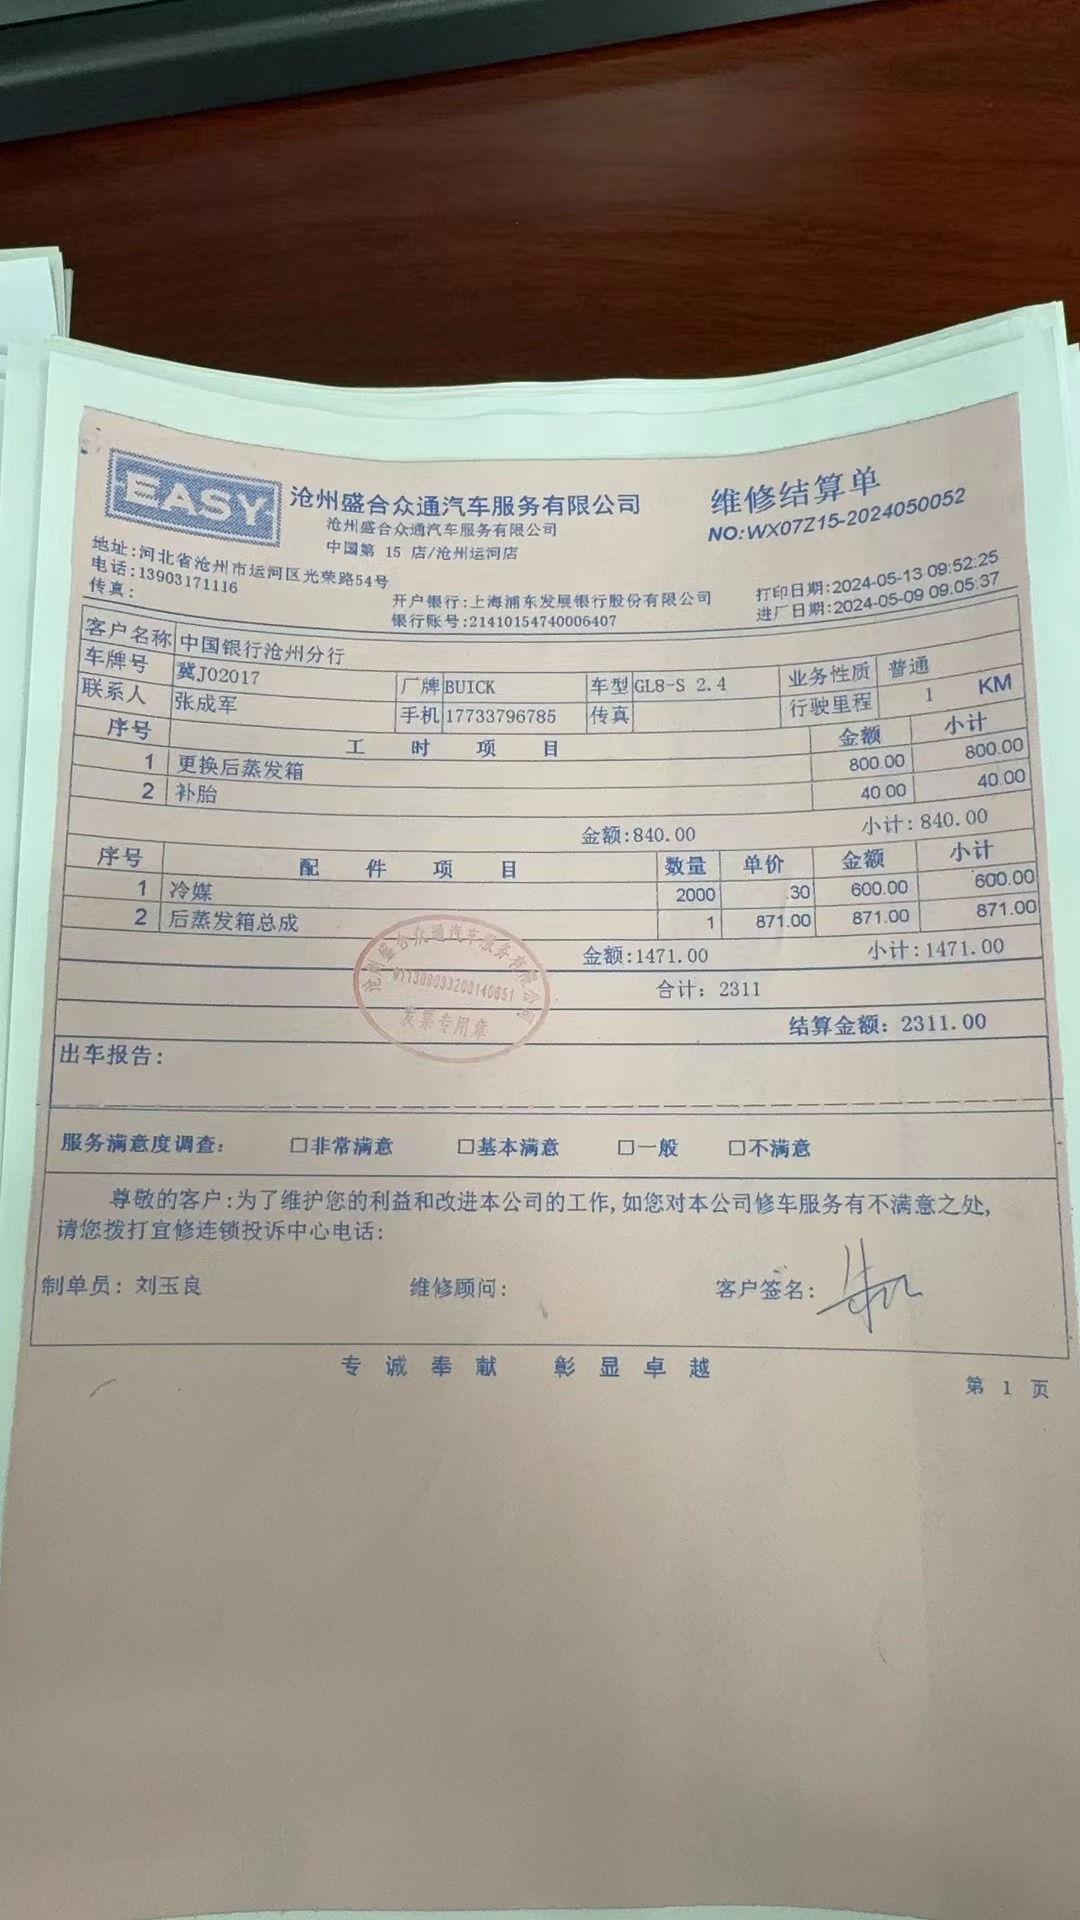 EASY
沧州盛合众通汽车服务有限公司
维修结算单
沧州盛合众通汽车服务有限公司
NO:WX07Z15-2024050052
中国第 15 店/沧州运河店
地址:河北省沧州市运河区光荣路54号
电话:13903171116
传真:
开户银行:上海浦东发展银行股份有限公司
银行账号:21410154740006407
打印日期:2024-05-13 09:52:25
进厂日期:2024-05-09 09:05:37
客户名称 中国银行沧州分行
车牌号 冀J02017 厂牌 BUICK 车型 GL8-S 2.4 业务性质 普通
联系人 张成军 手机 17733796785 传真 行驶里程 1 KM
序号 工 时 项 目 金额 小计
1 更换后蒸发箱 800.00 800.00
2 补胎 40.00 40.00
金额:840.00 小计:840.00
序号 配 件 项 目 数量 单价 金额 小计
1 冷媒 2000 .30 600.00 600.00
2 后蒸发箱总成 1 871.00 871.00 871.00
金额:1471.00 小计:1471.00
合计: 2311
结算金额: 2311.00
沧州盛合众通汽车服务有限公司
发票专用章
出车报告:
服务满意度调查: □非常满意 □基本满意 □一般 □不满意
尊敬的客户:为了维护您的利益和改进本公司的工作,如您对本公司修车服务有不满意之处,
请您拨打宜修连锁投诉中心电话:
制单员: 刘玉良 维修顾问: 客户签名:
专 诚 奉 献 彰 显 卓 越
第 1 页